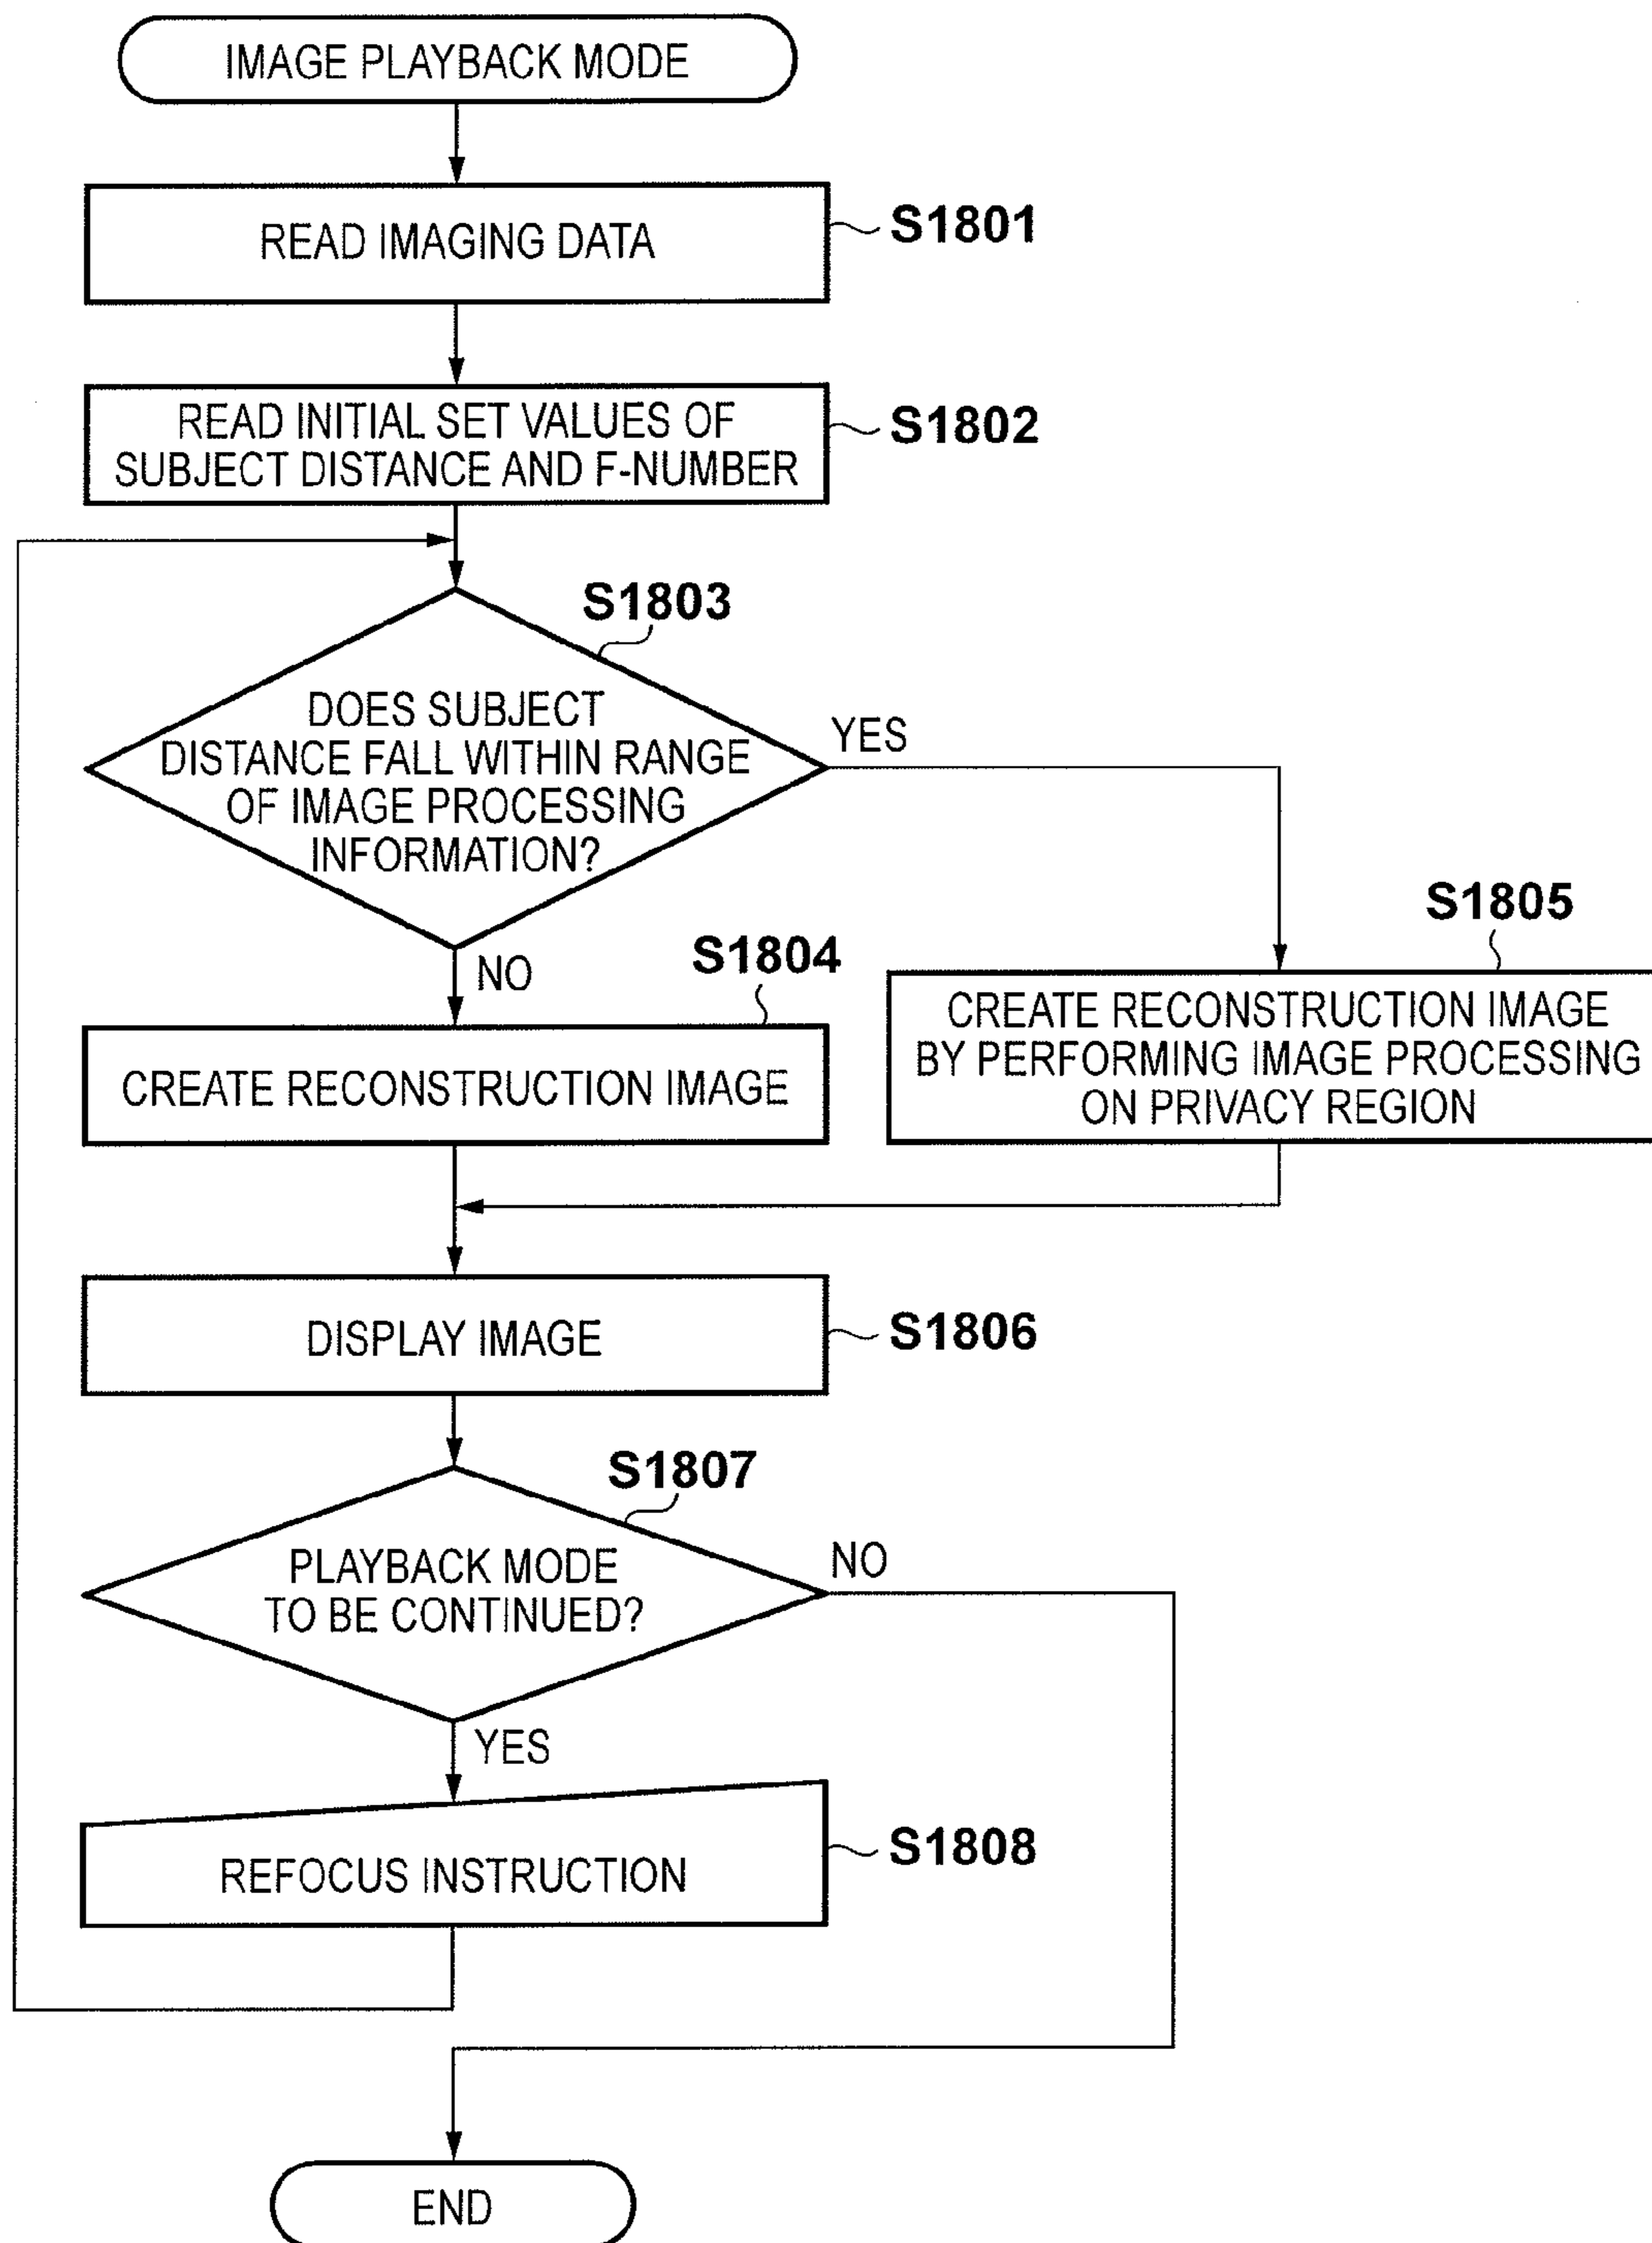 IMAGE PLAYBACK MODE
READ IMAGING DATA
S1801
READ INITIAL SET VALUES OF
SUBJECT DISTANCE AND F-NUMBER
S1802
S1803
DOES SUBJECT
DISTANCE FALL WITHIN RANGE
OF IMAGE PROCESSING
INFORMATION?
YES
NO
S1804
CREATE RECONSTRUCTION IMAGE
S1805
CREATE RECONSTRUCTION IMAGE
BY PERFORMING IMAGE PROCESSING
ON PRIVACY REGION
DISPLAY IMAGE
S1806
S1807
PLAYBACK MODE
TO BE CONTINUED?
NO
YES
REFOCUS INSTRUCTION
S1808
END